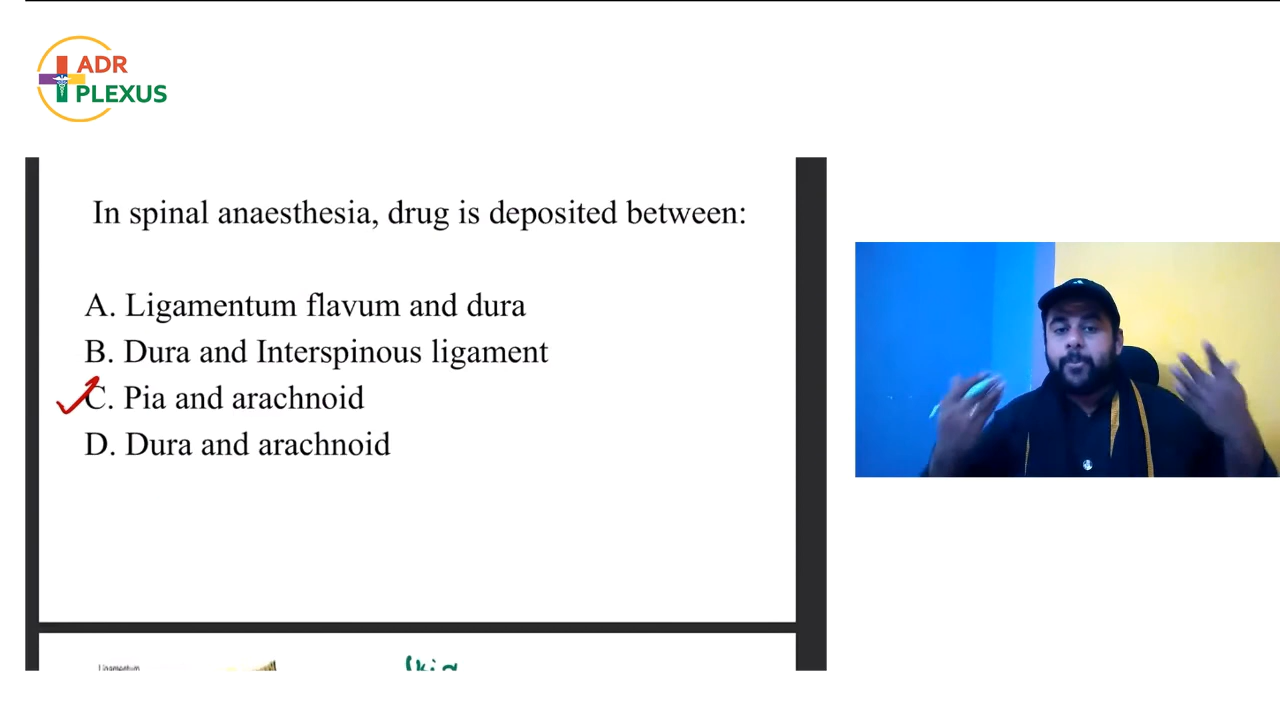 ADR
PLEXUS
In spinal anaesthesia, drug is deposited between:
A. Ligamentum flavum and dura
B. Dura and Interspinous ligament
C. Pia and arachnoid
D. Dura and arachnoid
Ligamentum